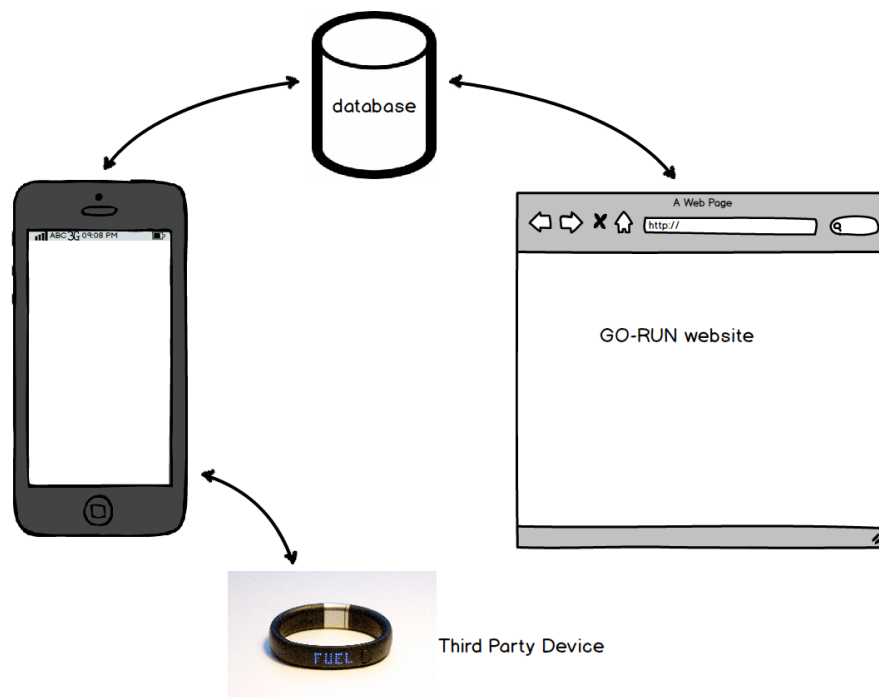 database
ABC 3G 09:08 PM
A Web Page
http://
GO-RUN website
FUEL
Third Party Device